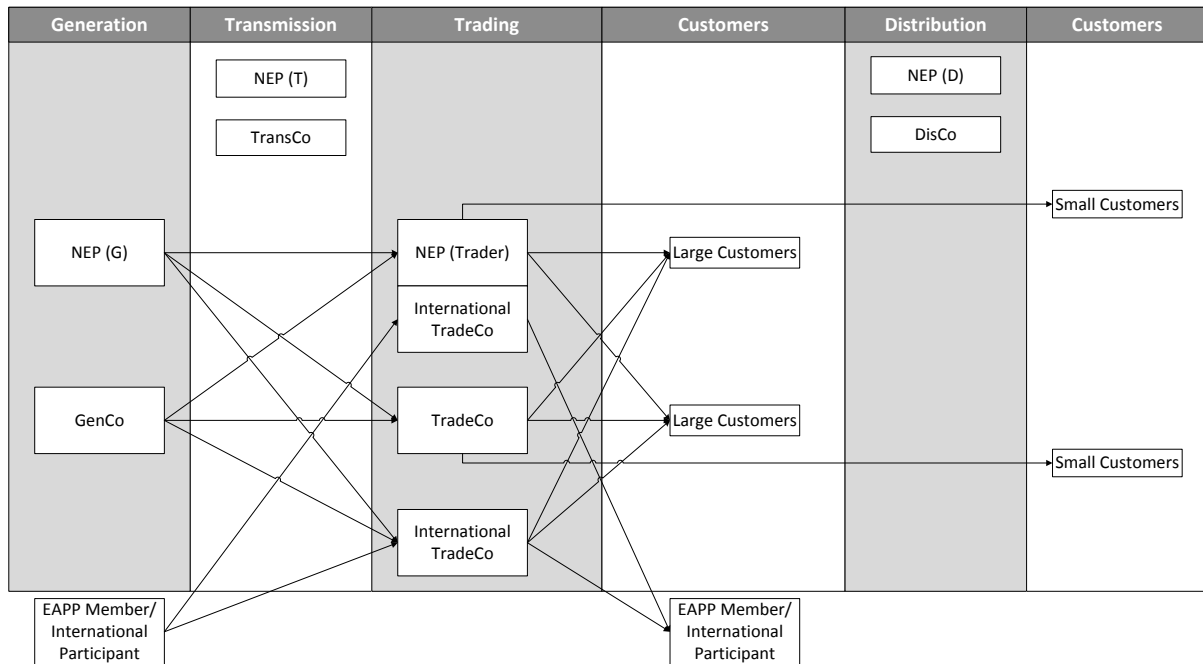 Generation
Transmission
Trading
Customers
Distribution
Customers
NEP (T)
NEP (D)
TransCo
DisCo
Small Customers
NEP (G)
NEP (Trader)
Large Customers
International
TradeCo
GenCo
TradeCo
Large Customers
Small Customers
International
TradeCo
EAPP Member/
International
Participant
EAPP Member/
International
Participant